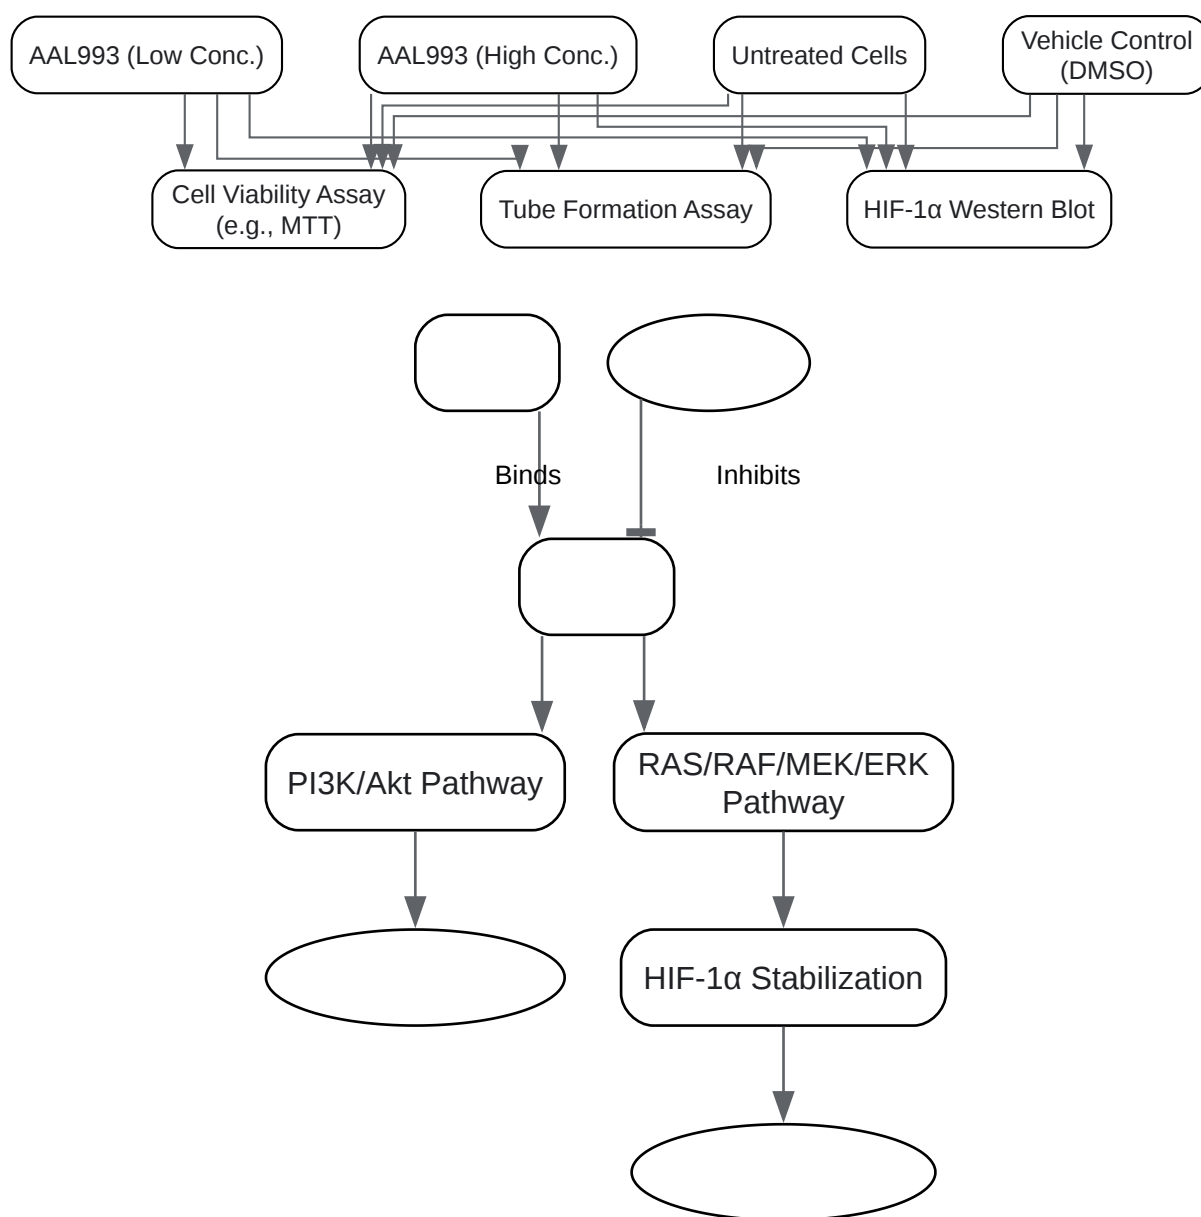 AAL993 (Low Conc.)
AAL993 (High Conc.)
Untreated Cells
Vehicle Control
(DMSO)
Cell Viability Assay
(e.g., MTT)
Tube Formation Assay
HIF-1α Western Blot
Binds
Inhibits
PI3K/Akt Pathway
RAS/RAF/MEK/ERK
Pathway
HIF-1α Stabilization